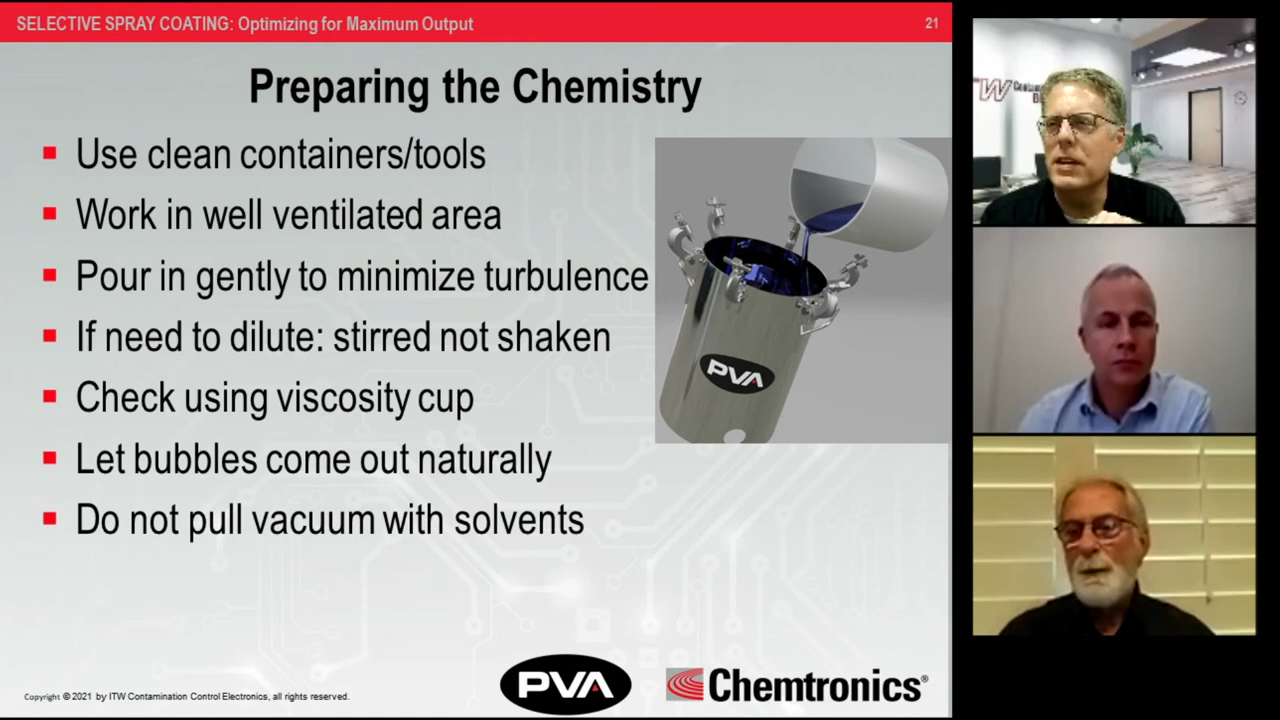 SELECTIVE SPRAY COATING: Optimizing for Maximum Output
21
Preparing the Chemistry
Use clean containers/tools
Work in well ventilated area
Pour in gently to minimize turbulence
If need to dilute: stirred not shaken
Check using viscosity cup
Let bubbles come out naturally
Do not pull vacuum with solvents
PVA
Copyright © 2021 by ITW Contamination Control Electronics, all rights reserved.
PVA
Chemtronics®